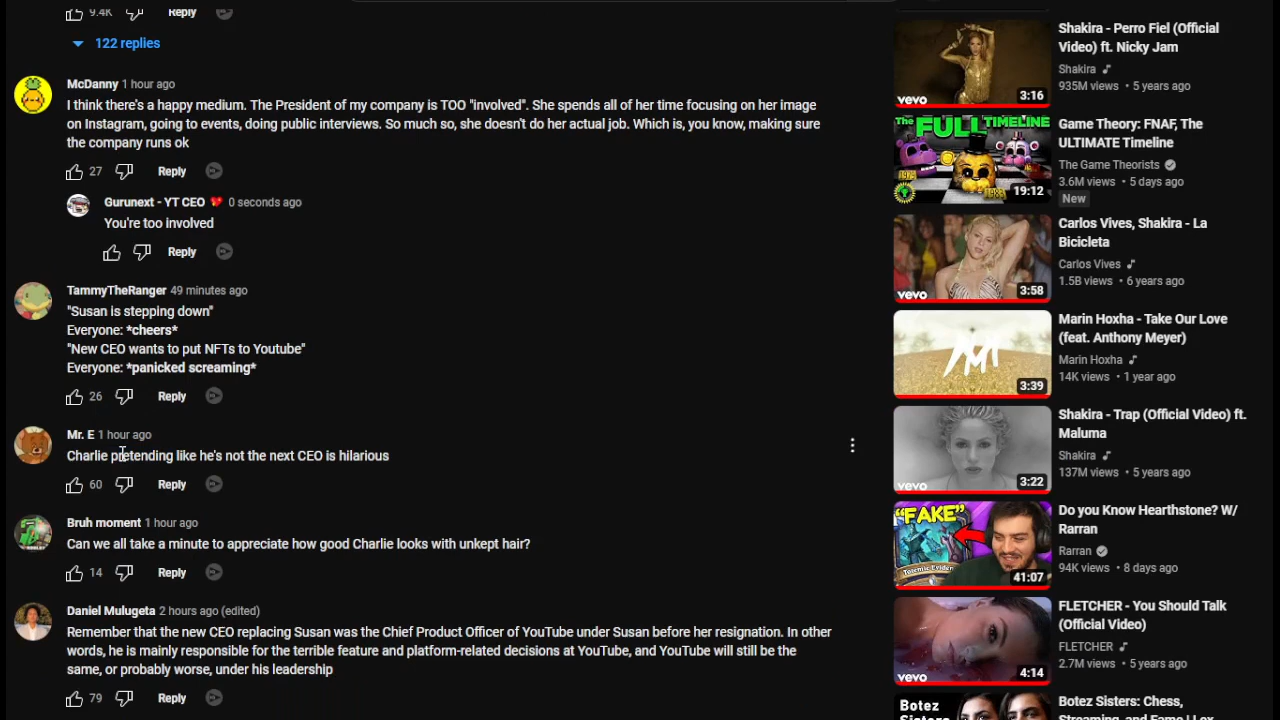 9.4K Reply
122 replies
McDanny 1 hour ago
I think there's a happy medium. The President of my company is TOO "involved". She spends all of her time focusing on her image
on Instagram, going to events, doing public interviews. So much so, she doesn't do her actual job. Which is, you know, making sure
the company runs ok
27 Reply
Gurunext - YT CEO 0 seconds ago
You're too involved
Reply
TammyTheRanger 49 minutes ago
"Susan is stepping down"
Everyone: *cheers*
"New CEO wants to put NFTs to Youtube"
Everyone: *panicked screaming*
26 Reply
Mr. E 1 hour ago
Charlie pretending like he's not the next CEO is hilarious
60 Reply
Bruh moment 1 hour ago
Can we all take a minute to appreciate how good Charlie looks with unkept hair?
14 Reply
Daniel Mulugeta 2 hours ago (edited)
Remember that the new CEO replacing Susan was the Chief Product Officer of YouTube under Susan before her resignation. In other
words, he is mainly responsible for the terrible feature and platform-related decisions at YouTube, and YouTube will still be the
same, or probably worse, under his leadership
79 Reply
vevo 3:16
Shakira - Perro Fiel (Official
Video) ft. Nicky Jam
Shakira
935M views • 5 years ago
The FULL TIMELINE
19:12
Game Theory: FNAF, The
ULTIMATE Timeline
The Game Theorists
3.6M views • 5 days ago
New
vevo 3:58
Carlos Vives, Shakira - La
Bicicleta
Carlos Vives
1.5B views • 6 years ago
3:39
Marin Hoxha - Take Our Love
(feat. Anthony Meyer)
Marin Hoxha
14K views • 1 year ago
vevo 3:22
Shakira - Trap (Official Video) ft.
Maluma
Shakira
137M views • 5 years ago
"FAKE"
41:07
Do you Know Hearthstone? W/
Rarran
Rarran
94K views • 8 days ago
vevo 4:14
FLETCHER - You Should Talk
(Official Video)
FLETCHER
2.7M views • 5 years ago
Botez
Sisters:
Botez Sisters: Chess,